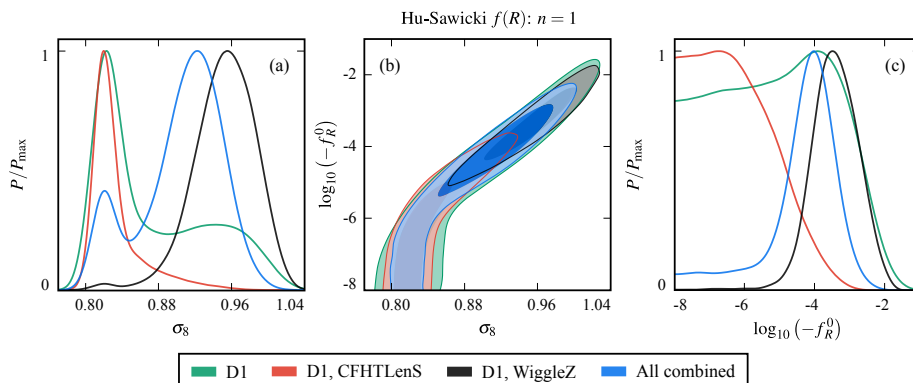 Hu-Sawicki f(R): n = 1
(a)
1
0
P/P_max
0.80 0.88 0.96 1.04
σ_8
(b)
-2
-4
-6
-8
log_10 (−f_R^0)
0.80 0.88 0.96 1.04
σ_8
(c)
1
0
P/P_max
-8 -6 -4 -2
log_10 (−f_R^0)
D1 D1, CFHTLenS D1, WiggleZ All combined